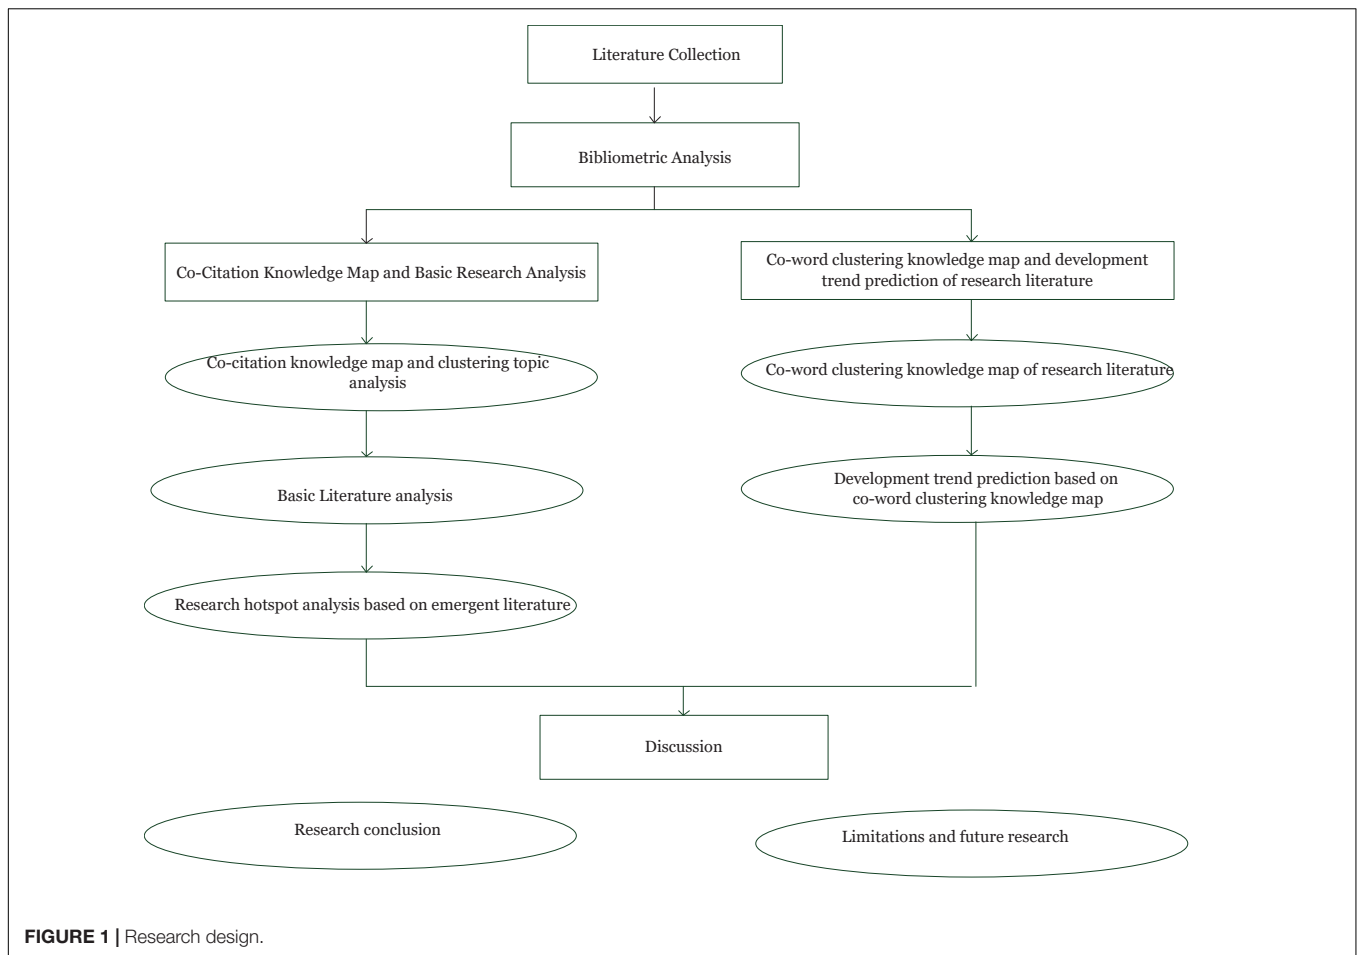 Literature Collection
Bibliometric Analysis
Co-Citation Knowledge Map and Basic Research Analysis
Co-word clustering knowledge map and development
trend prediction of research literature
Co-citation knowledge map and clustering topic
analysis
Co-word clustering knowledge map of research literature
Basic Literature analysis
Development trend prediction based on
co-word clustering knowledge map
Research hotspot analysis based on emergent literature
Discussion
Research conclusion
Limitations and future research
FIGURE 1 | Research design.